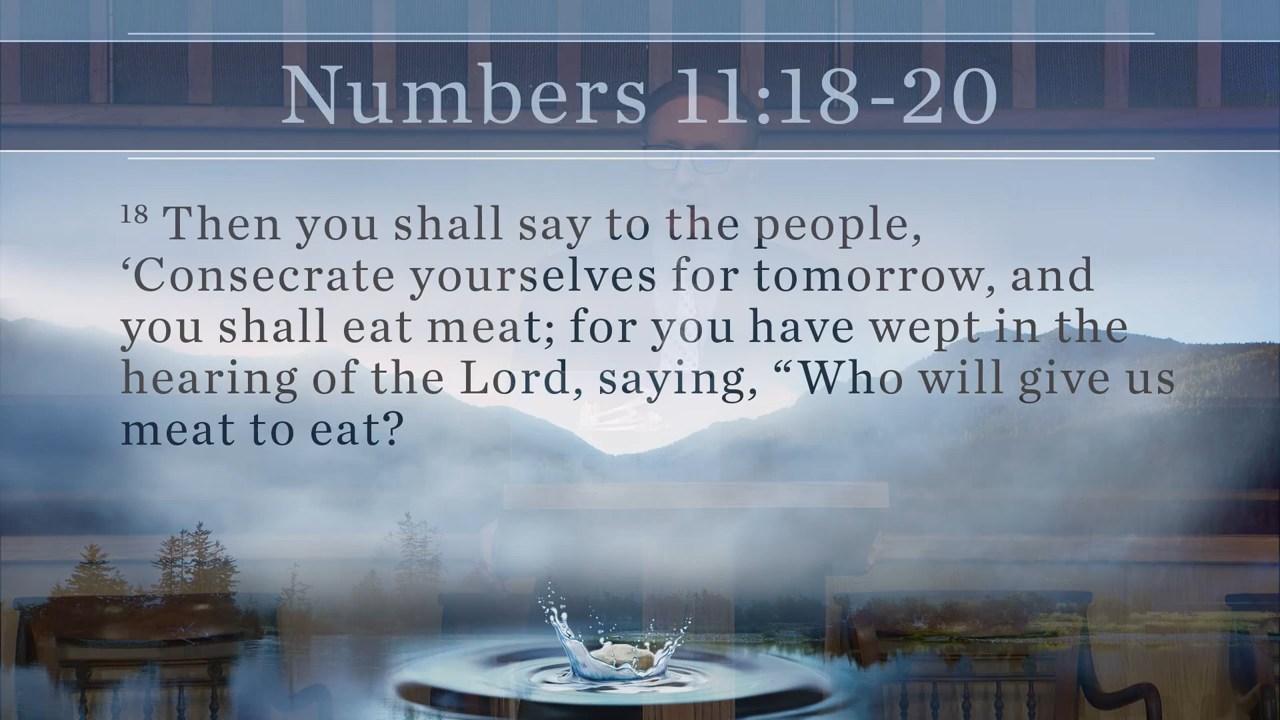 Numbers 11:18-20
18 Then you shall say to the people,
‘Consecrate yourselves for tomorrow, and
you shall eat meat; for you have wept in the
hearing of the Lord, saying, “Who will give us
meat to eat?